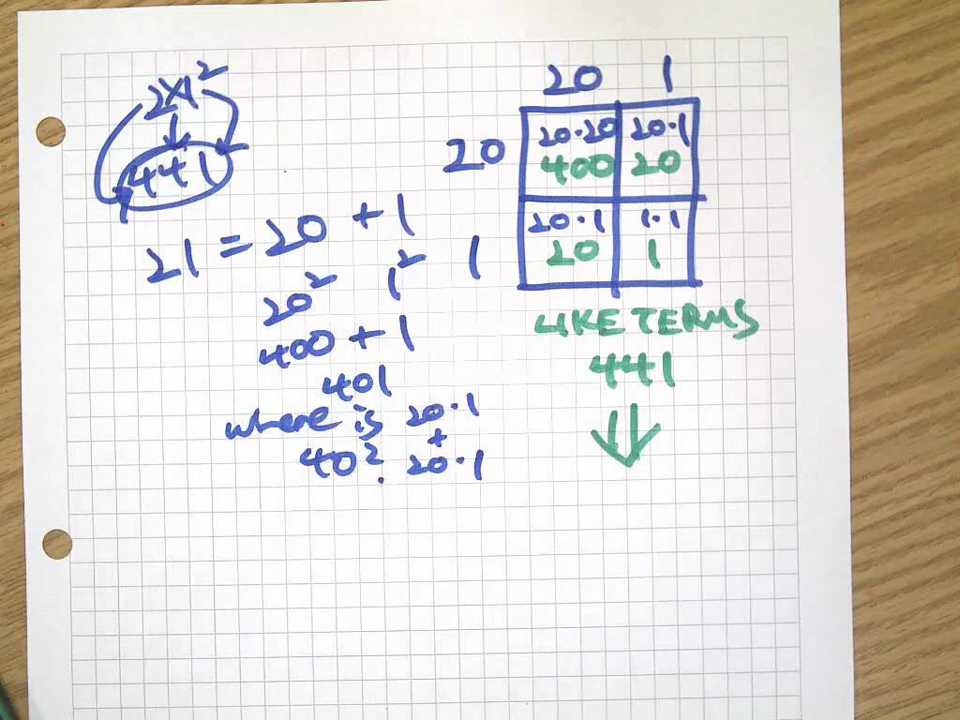 21²
441
21 = 20 + 1
20² 1²
400 + 1
401
where is 20·1
+
40? 20·1
20 1
20 20·20 20·1
400 20
1 20·1 1·1
20 1
LIKE TERMS
441